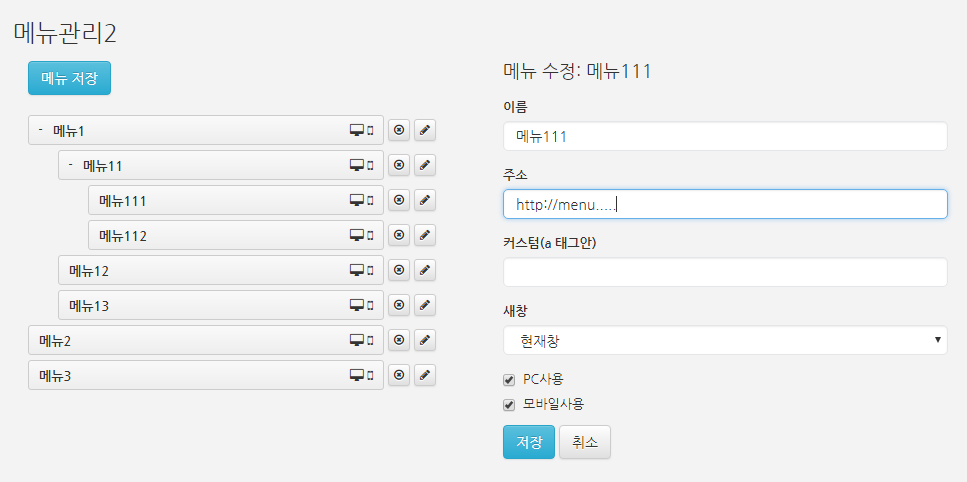 메뉴관리2
메뉴 저장
- 메뉴1
- 메뉴11
메뉴111
메뉴112
메뉴12
메뉴13
메뉴2
메뉴3
메뉴 수정: 메뉴111
이름
메뉴111
주소
http://menu.....
커스텀(a 태그안)
새창
현재창
PC사용
모바일사용
저장 취소